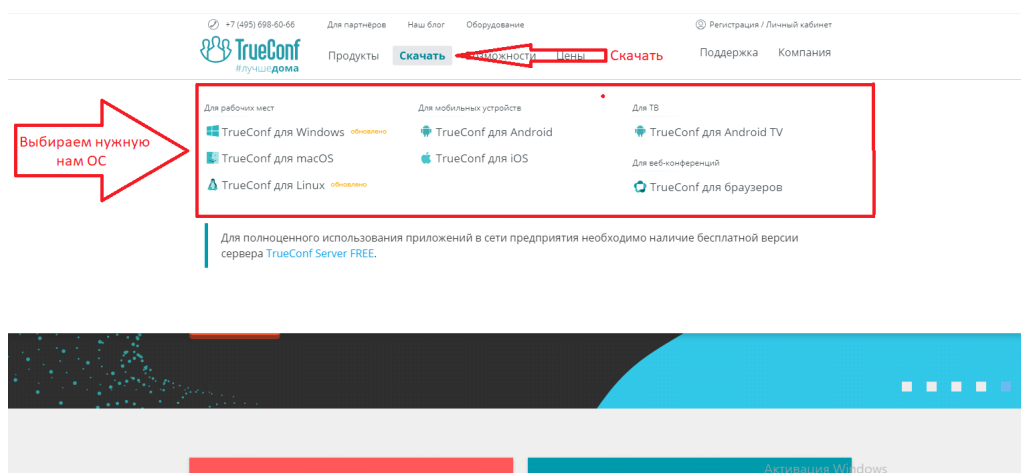 +7 (495) 698-60-66 Для партнёров Наш блог Оборудование Регистрация / Личный кабинет
TrueConf
#лучшедома
Продукты Скачать Возможности Цены Скачать Поддержка Компания
Для рабочих мест Для мобильных устройств Для ТВ
TrueConf для Windows обновлено TrueConf для Android TrueConf для Android TV
Выбираем нужную
нам ОС
TrueConf для macOS TrueConf для iOS Для веб-конференций
TrueConf для Linux обновлено TrueConf для браузеров
Для полноценного использования приложений в сети предприятия необходимо наличие бесплатной версии
сервера TrueConf Server FREE.
Активация Windows